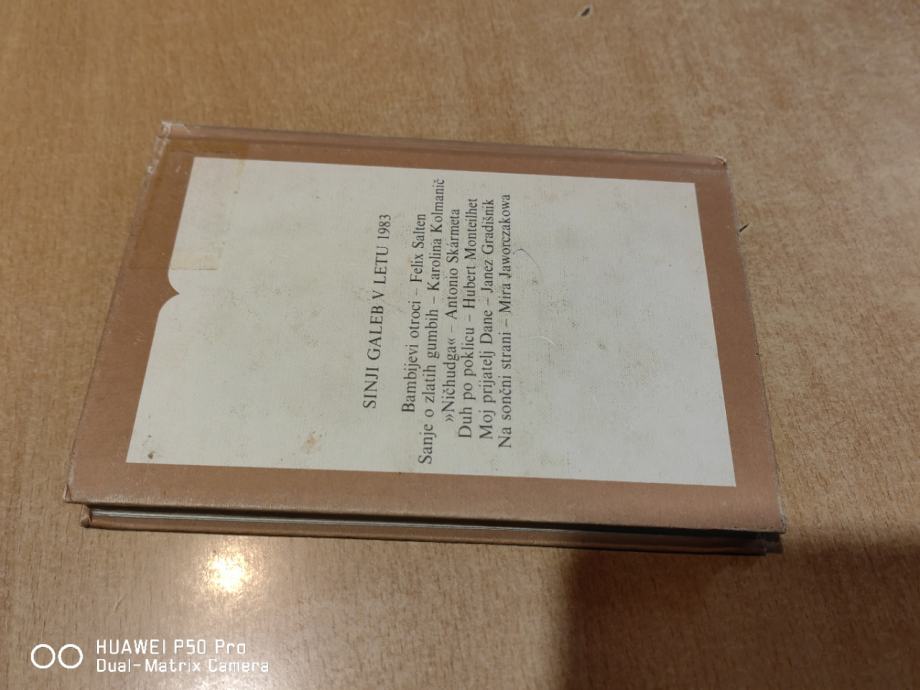 SINJI GALEB V LETU 1983
Bambijevi otroci – Felix Salten
Sanje o zlatih gumbih – Karolina Kolmanič
»Ničhudga« – Antonio Skármeta
Duh po poklicu – Hubert Monteilhet
Moj prijatelj Dane – Janez Gradišnik
Na sončni strani – Mira Jaworczakowa
HUAWEI P50 Pro
Dual-Matrix Camera